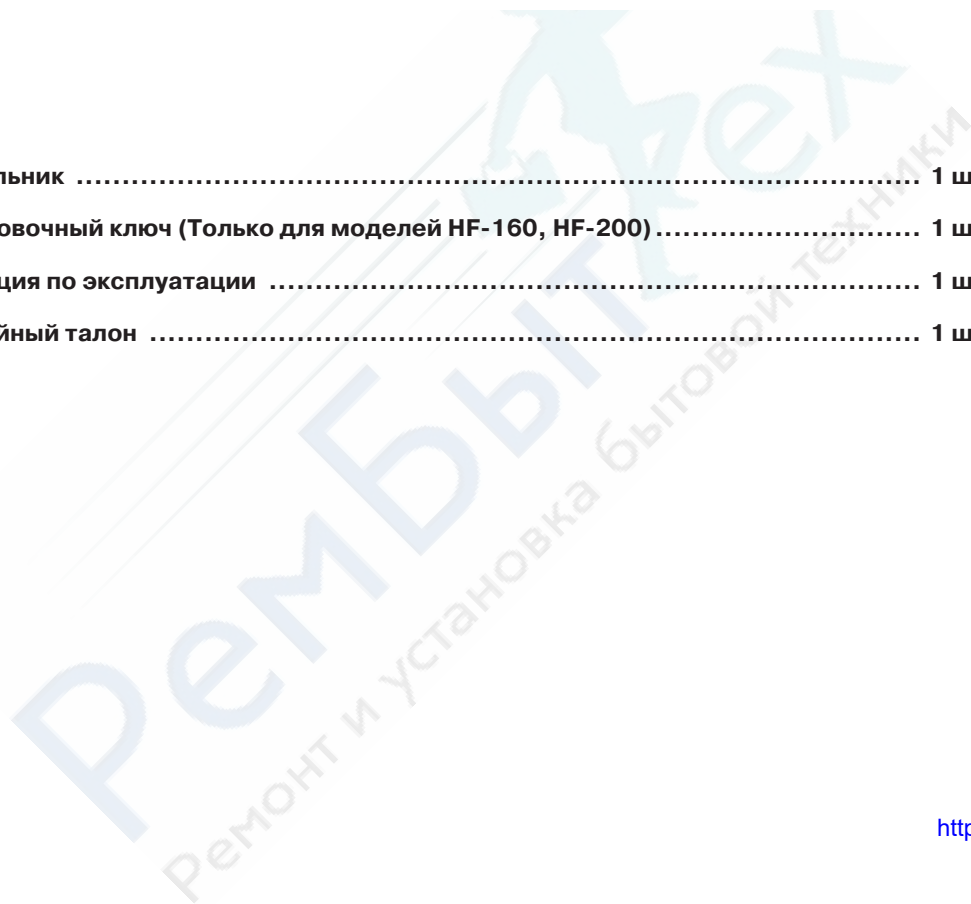 льник ........................................................................................... 1 ш
овочный ключ (Только для моделей HF-160, HF-200) ............................. 1 ш
ция по эксплуатации ....................................................................... 1 ш
йный талон .................................................................................... 1 ш
РемБытТех
Ремонт и установка бытовой техники
http